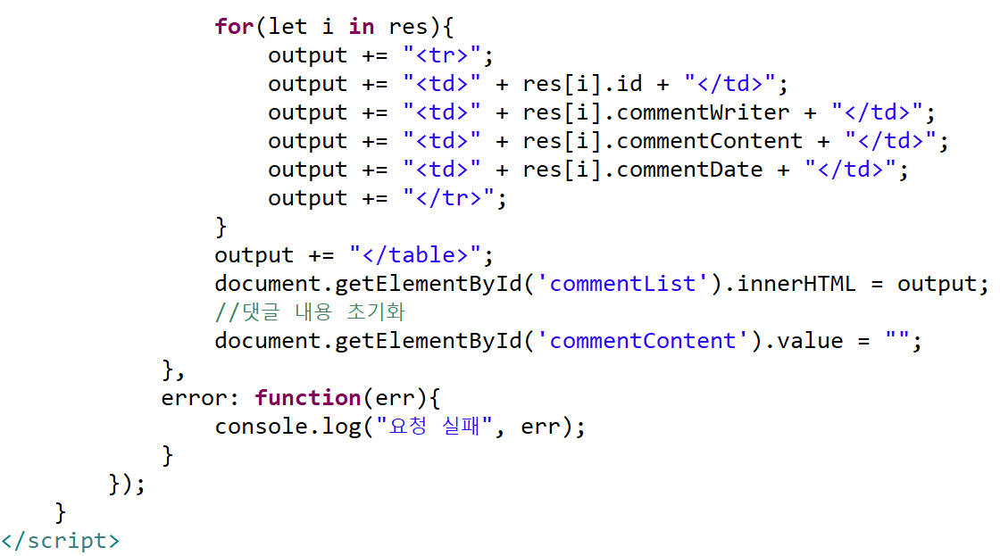 for(let i in res){
output += "<tr>";
output += "<td>" + res[i].id + "</td>";
output += "<td>" + res[i].commentWriter + "</td>";
output += "<td>" + res[i].commentContent + "</td>";
output += "<td>" + res[i].commentDate + "</td>";
output += "</tr>";
}
output += "</table>";
document.getElementById('commentList').innerHTML = output;
//댓글 내용 초기화
document.getElementById('commentContent').value = "";
},
error: function(err){
console.log("요청 실패", err);
}
});
}
</script>